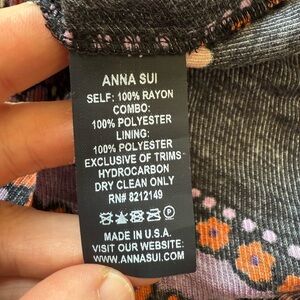 ANNA SUI
SELF: 100% RAYON
COMBO:
100% POLYESTER
LINING:
100% POLYESTER
EXCLUSIVE OF TRIMS
HYDROCARBON
DRY CLEAN ONLY
RN# 8212149
MADE IN U.S.A.
VISIT OUR WEBSITE:
WWW.ANNASUI.COM